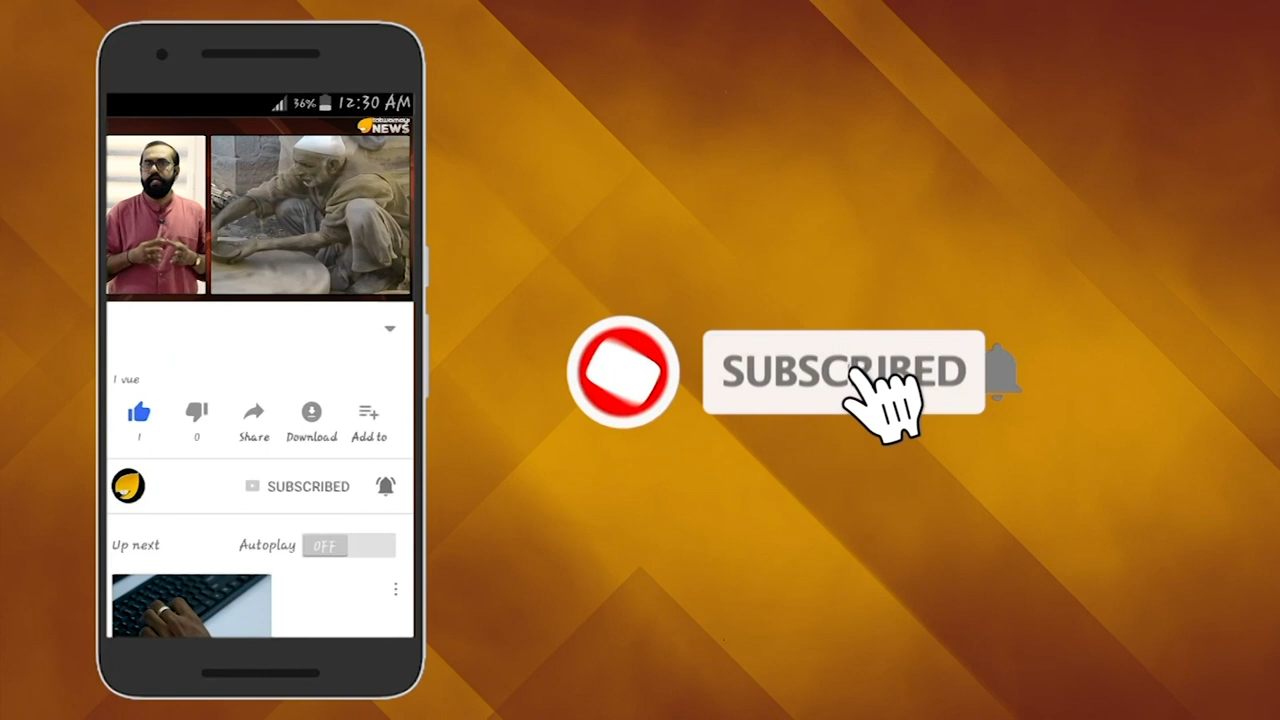 36% 12:30 AM
Tatwamayi
NEWS
1 vue
1 0 Share Download Add to
SUBSCRIBED
Up next Autoplay OFF
SUBSCRIBED